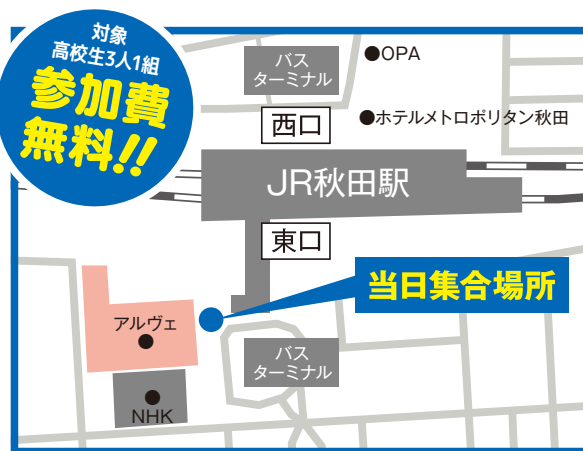 対象
高校生3人1組
参加費
無料!!
バス
ターミナル
●OPA
西口
●ホテルメトロポリタン秋田
JR秋田駅
東口
当日集合場所
アルヴェ
バス
ターミナル
NHK